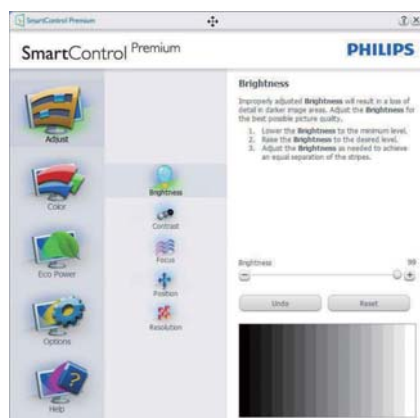 SmartControl Premium
SmartControl Premium
PHILIPS
Adjust
Color
Eco Power
Options
Help
Brightness
Contrast
Focus
Position
Resolution
Brightness
Improperly adjusted Brightness will result in a loss of
detail in darker image areas. Adjust the Brightness for
the best possible picture quality.
1. Lower the Brightness to the minimum level.
2. Raise the Brightness to the desired level.
3. Adjust the Brightness as needed to achieve
an equal separation of the stripes.
Brightness 99
Undo Reset